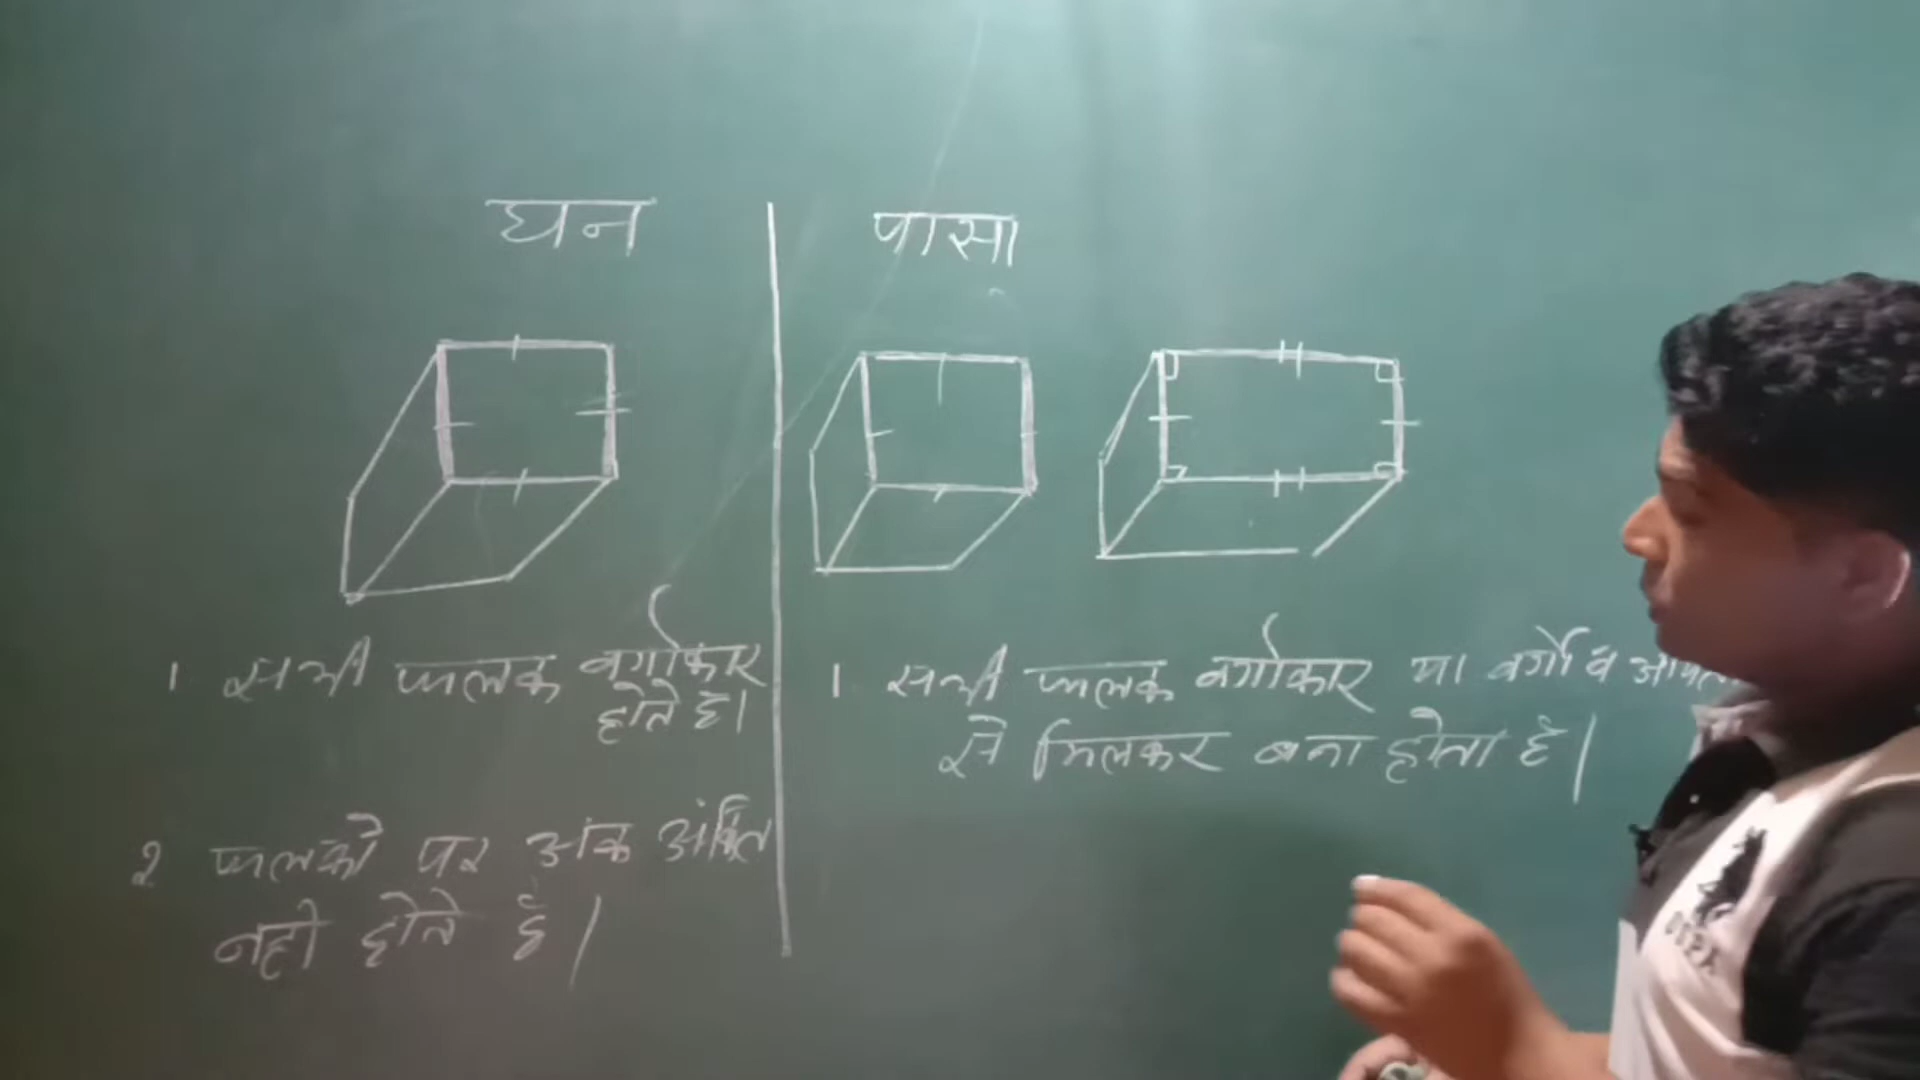 घन
पासा
1 सभी फलक वर्गाकार
होते है।
1 सभी फलक वर्गाकार या वर्गों व
से मिलकर बना होता है।
2 फलको पर अंक अंकित
नही होते है।